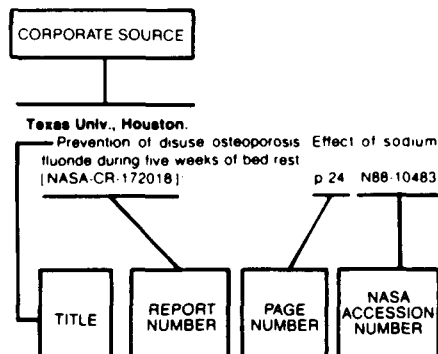 CORPORATE SOURCE
Texas Univ., Houston.
Prevention of disuse osteoporosis Effect of sodium
fluonde during five weeks of bed rest
[NASA-CR-172018] p 24 N88-10483
TITLE
REPORT NUMBER
PAGE NUMBER
NASA ACCESSION NUMBER